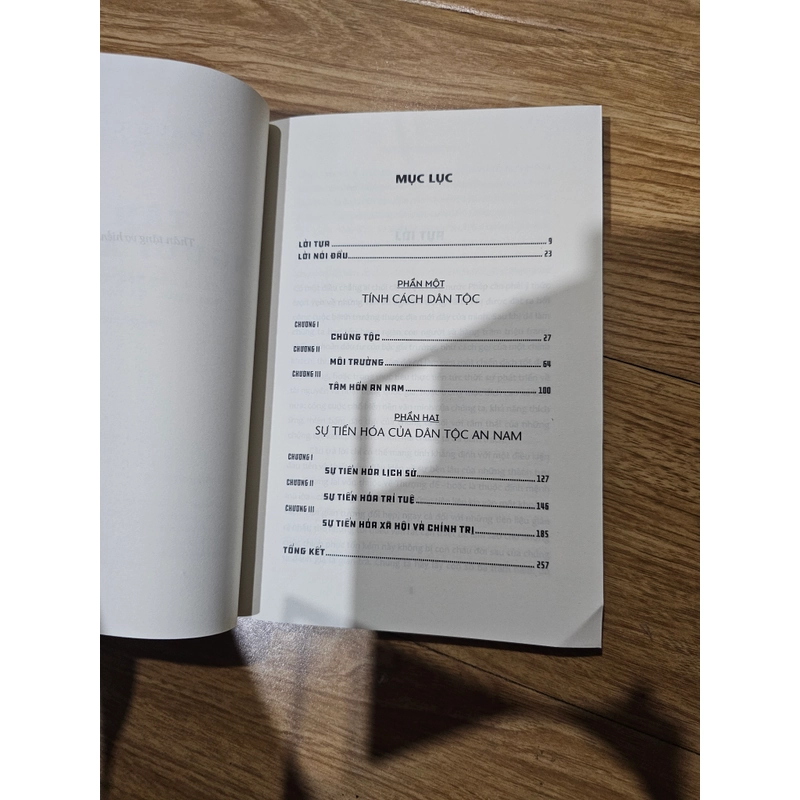 MỤC LỤC
LỜI TỰA 9
LỜI NÓI ĐẦU 23
PHẦN MỘT
TÍNH CÁCH DÂN TỘC
CHƯƠNG I
CHỦNG TỘC 27
CHƯƠNG II
MÔI TRƯỜNG 64
CHƯƠNG III
TÂM HỒN AN NAM 100
PHẦN HAI
SỰ TIẾN HÓA CỦA DÂN TỘC AN NAM
CHƯƠNG I
SỰ TIẾN HÓA LỊCH SỬ 127
CHƯƠNG II
SỰ TIẾN HÓA TRÍ TUỆ 146
CHƯƠNG III
SỰ TIẾN HÓA XÃ HỘI VÀ CHÍNH TRỊ 185
TỔNG KẾT 257